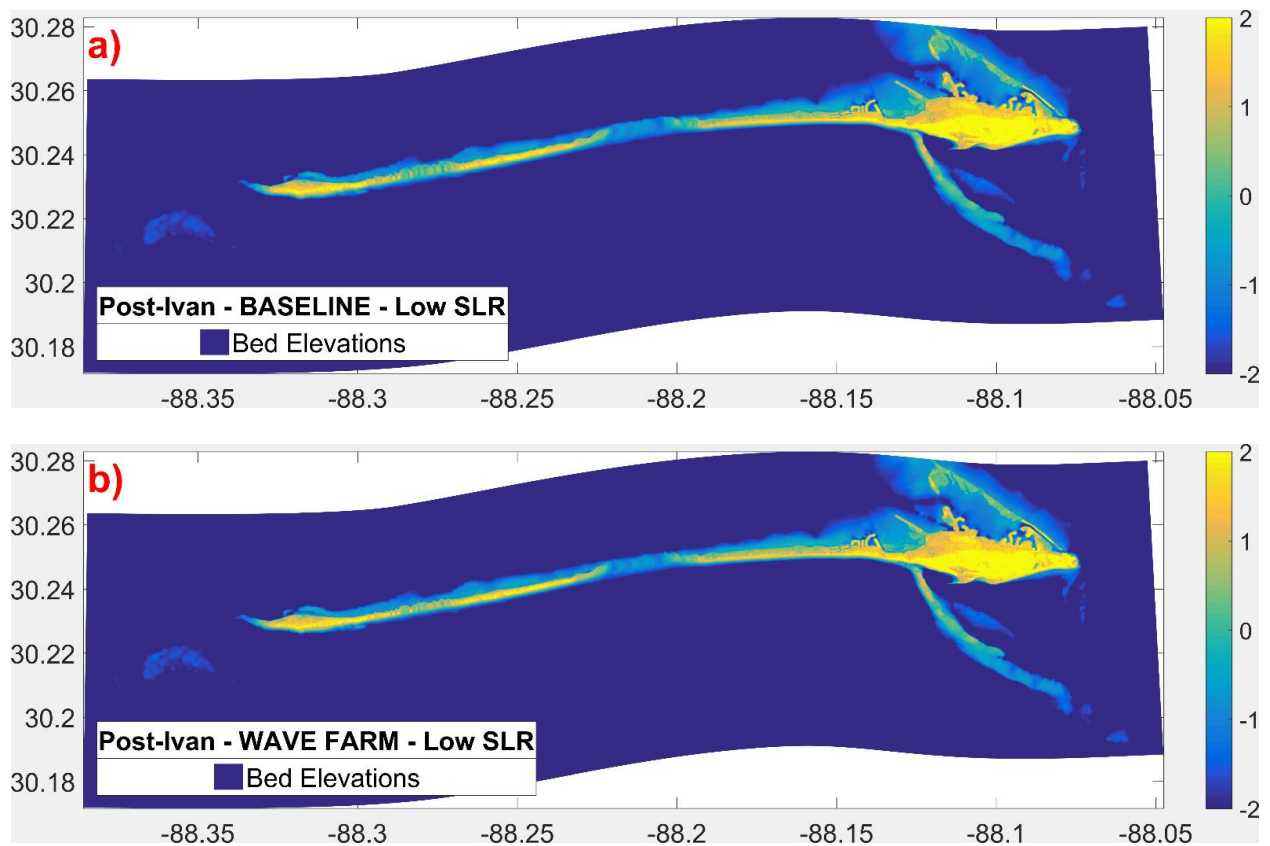 a)
30.28
30.26
30.24
30.22
30.2
30.18
Post-Ivan - BASELINE - Low SLR
Bed Elevations
-88.35 -88.3 -88.25 -88.2 -88.15 -88.1 -88.05
2
1
0
-1
-2
b)
30.28
30.26
30.24
30.22
30.2
30.18
Post-Ivan - WAVE FARM - Low SLR
Bed Elevations
-88.35 -88.3 -88.25 -88.2 -88.15 -88.1 -88.05
2
1
0
-1
-2